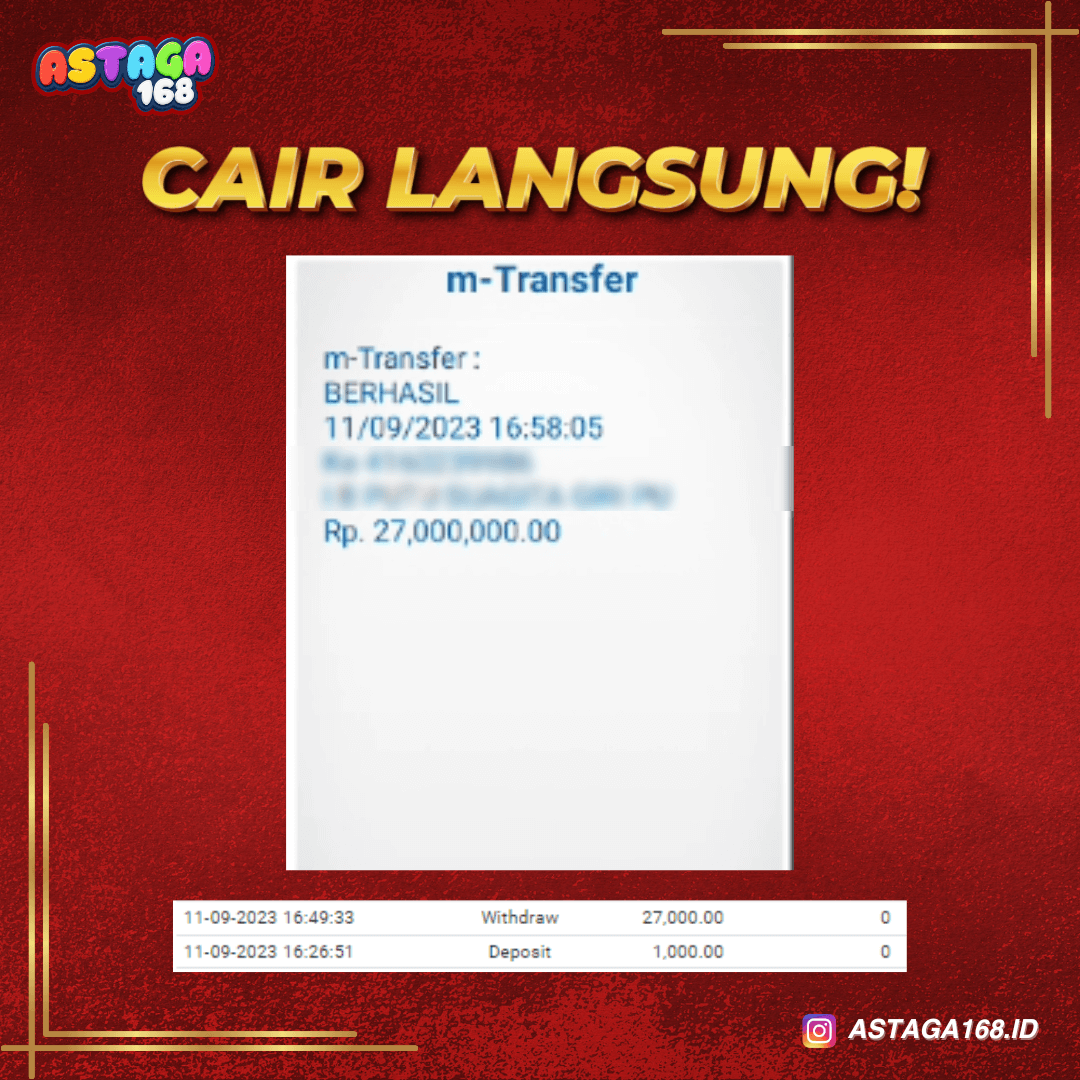 ASTAGA
168
CAIR LANGSUNG!
m-Transfer
m-Transfer :
BERHASIL
11/09/2023 16:58:05
Rp. 27,000,000.00
11-09-2023 16:49:33 Withdraw 27,000.00 0
11-09-2023 16:26:51 Deposit 1,000.00 0
ASTAGA168.ID